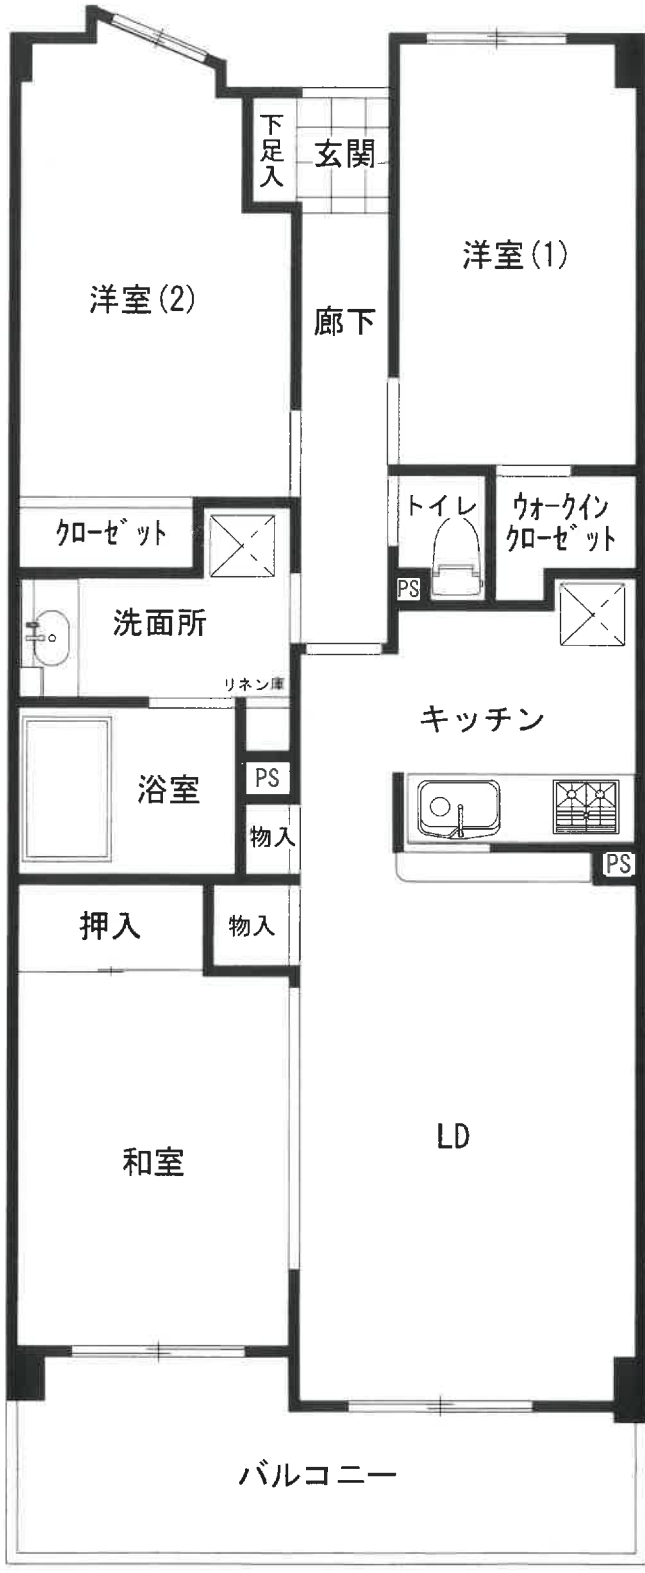 下足入
玄関
洋室(1)
洋室(2)
廊下
トイレ
ウォークイン
クローゼット
クローゼット
PS
洗面所
リネン庫
キッチン
PS
浴室
物入
PS
押入
物入
LD
和室
バルコニー